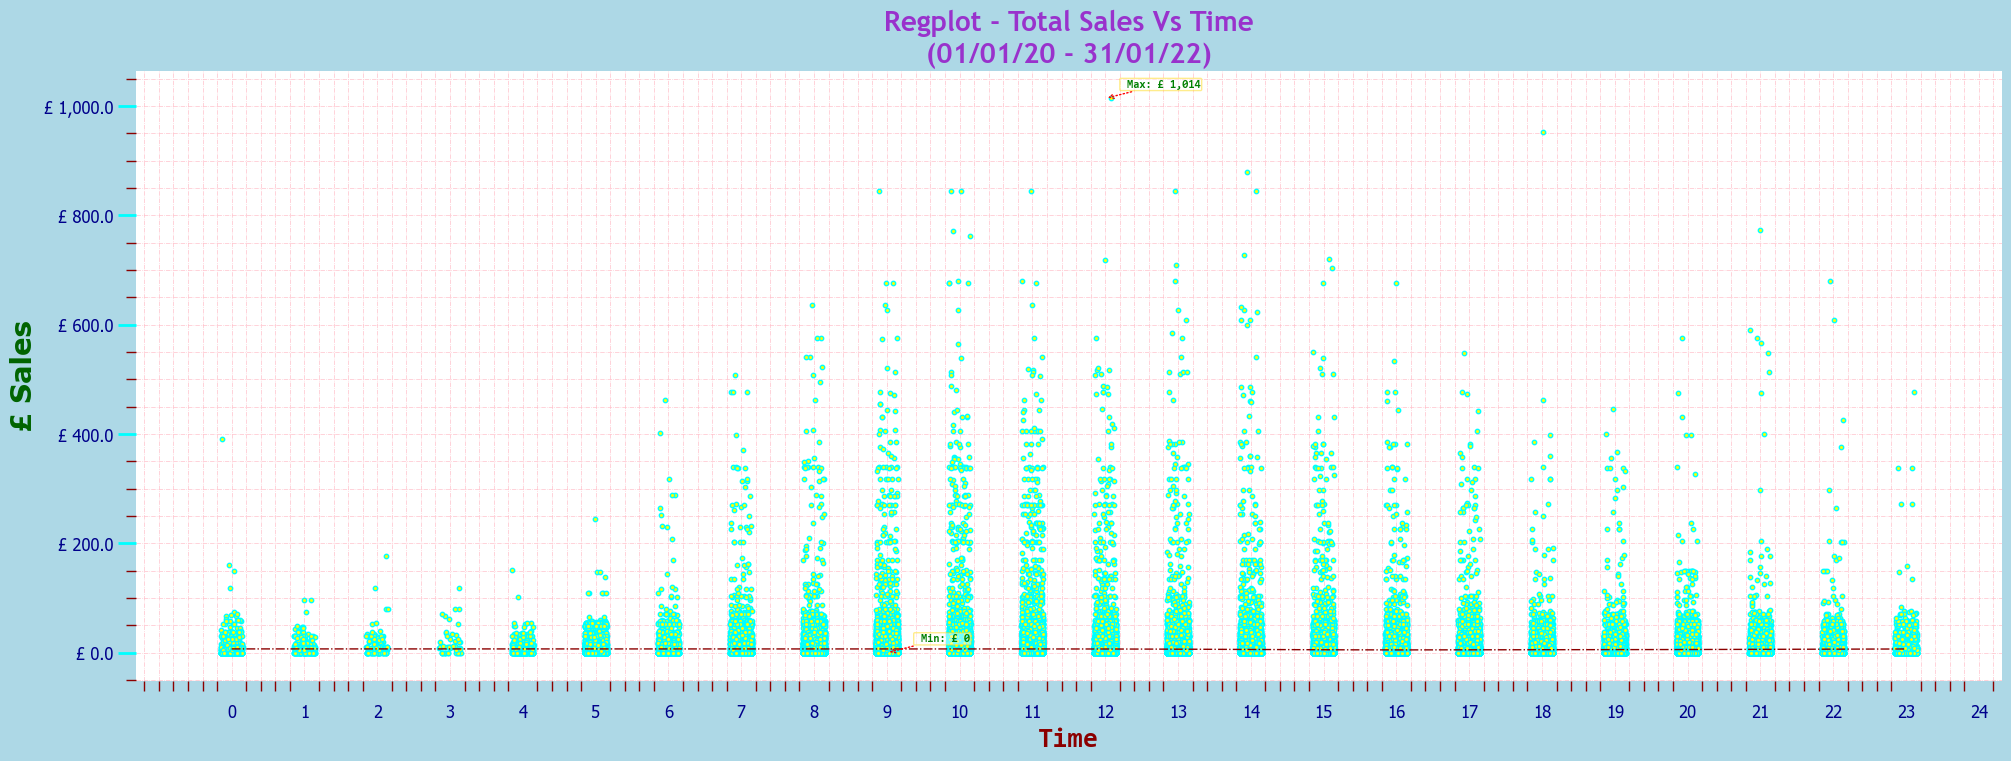 Regplot - Total Sales Vs Time
(01/01/20 - 31/01/22)
Max: £ 1,014
£ 1,000.0
£ 800.0
£ 600.0
£ 400.0
£ 200.0
£ 0.0
£ Sales
Min: £ 0
0 1 2 3 4 5 6 7 8 9 10 11 12 13 14 15 16 17 18 19 20 21 22 23 24
Time